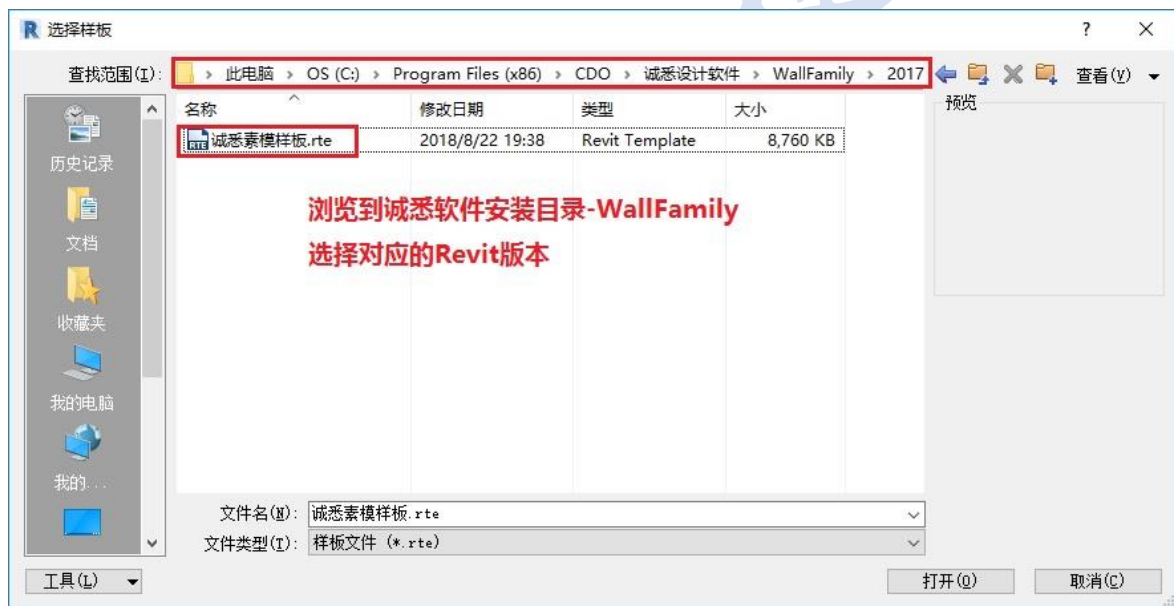 选择样板
?
查找范围(I):
› 此电脑 › OS (C:) › Program Files (x86) › CDO › 诚悉设计软件 › WallFamily › 2017
查看(V)
名称 修改日期 类型 大小
预览
诚悉素模样板.rte 2018/8/22 19:38 Revit Template 8,760 KB
历史记录
浏览到诚悉软件安装目录-WallFamily
选择对应的Revit版本
文档
收藏夹
我的电脑
我的...
文件名(N): 诚悉素模样板.rte
文件类型(T): 样板文件 (*.rte)
工具(L) 打开(O) 取消(C)